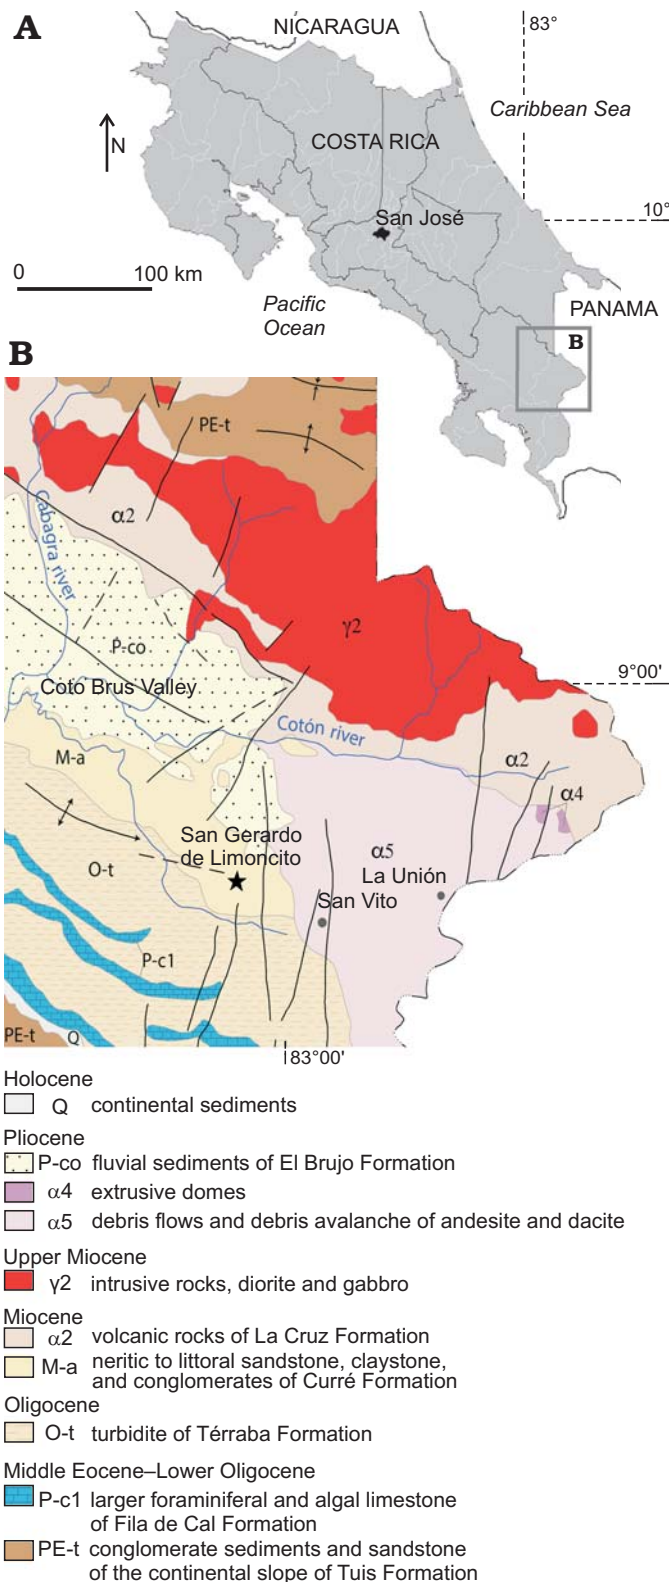 A
NICARAGUA
83°
Caribbean Sea
N
COSTA RICA
San José
10°
0 100 km
Pacific
Ocean
PANAMA
B
B
PE-t
α2
Cabagra river
γ2
P-co
Coto Brus Valley
9°00'
Cotón river
M-a
α2
α4
San Gerardo
de Limoncito
α5
O-t
La Unión
San Vito
P-c1
PE-t
Q
83°00'
Holocene
Q continental sediments
Pliocene
P-co fluvial sediments of El Brujo Formation
α4 extrusive domes
α5 debris flows and debris avalanche of andesite and dacite
Upper Miocene
γ2 intrusive rocks, diorite and gabbro
Miocene
α2 volcanic rocks of La Cruz Formation
M-a neritic to littoral sandstone, claystone,
and conglomerates of Curré Formation
Oligocene
O-t turbidite of Térraba Formation
Middle Eocene–Lower Oligocene
P-c1 larger foraminiferal and algal limestone
of Fila de Cal Formation
PE-t conglomerate sediments and sandstone
of the continental slope of Tuis Formation